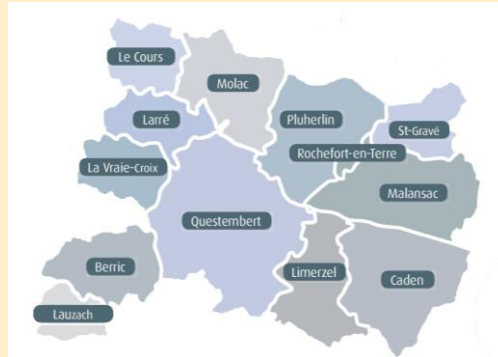 Le Cours
Molac
Larré
Pluherlin
St-Gravé
Rochefort-en-Terre
La Vraie-Croix
Malansac
Questembert
Berric
Limerzel
Caden
Lauzach